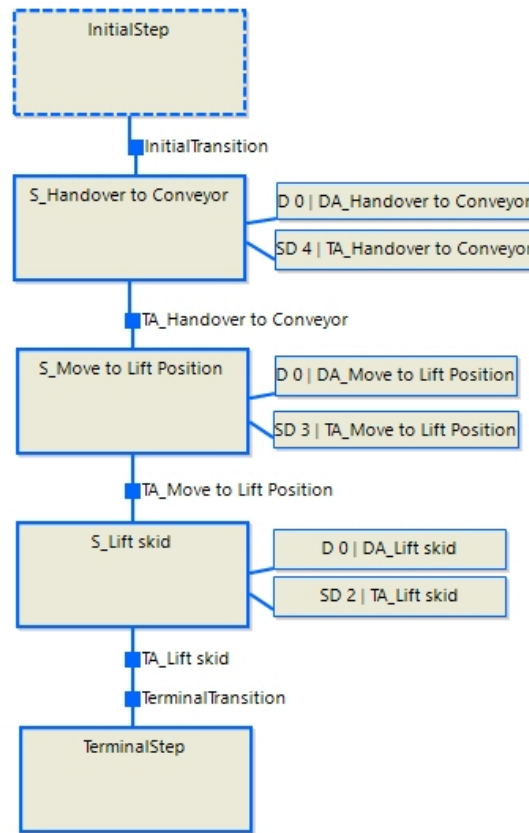 InitialStep
InitialTransition
S_Handover to Conveyor
D 0 | DA_Handover to Conveyor
SD 4 | TA_Handover to Conveyor
TA_Handover to Conveyor
S_Move to Lift Position
D 0 | DA_Move to Lift Position
SD 3 | TA_Move to Lift Position
TA_Move to Lift Position
S_Lift skid
D 0 | DA_Lift skid
SD 2 | TA_Lift skid
TA_Lift skid
TerminalTransition
TerminalStep